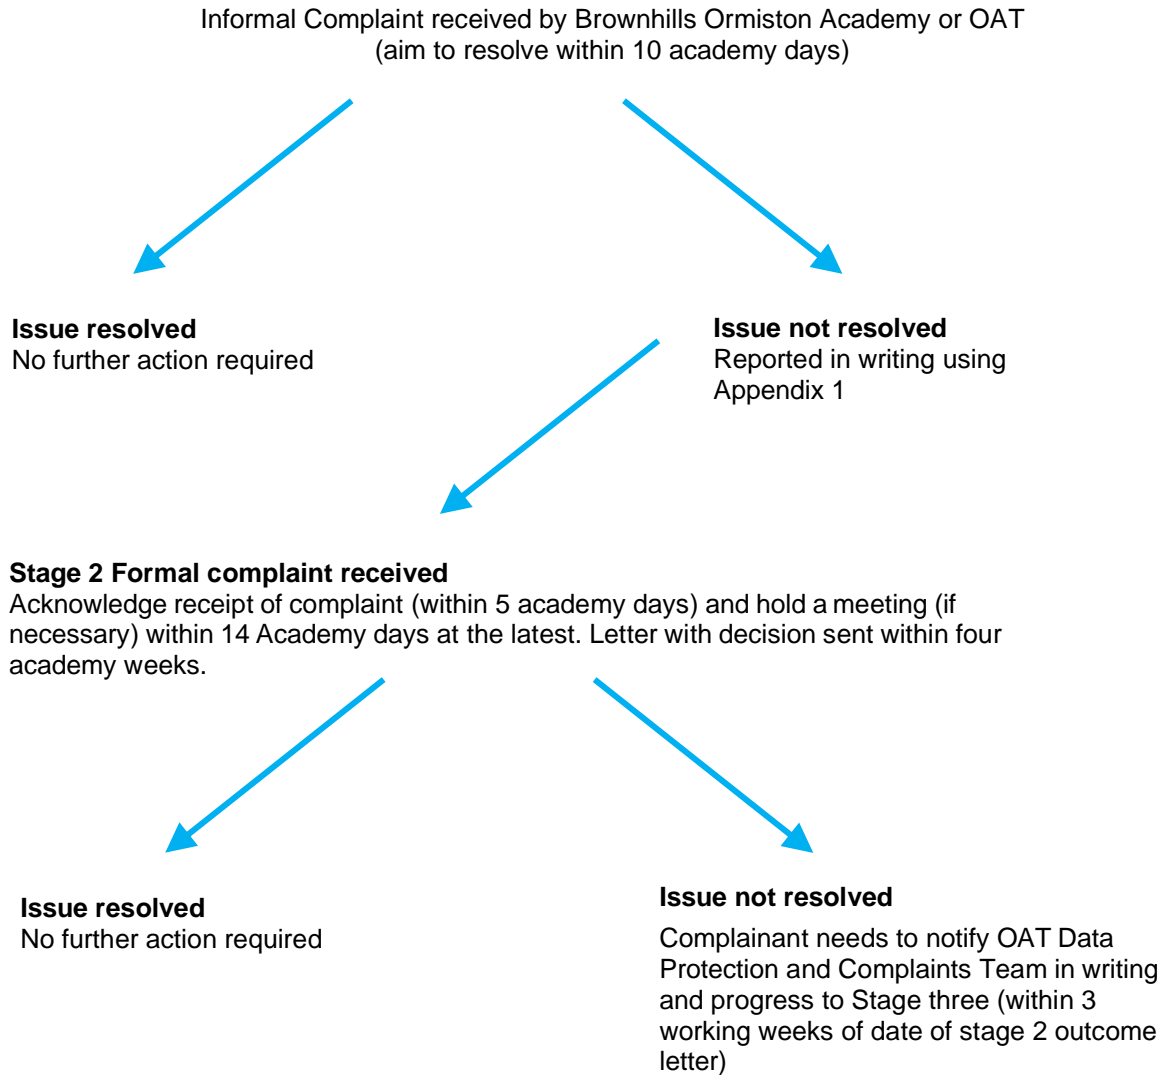 Informal Complaint received by Brownhills Ormiston Academy or OAT
(aim to resolve within 10 academy days)
Issue resolved
No further action required
Issue not resolved
Reported in writing using
Appendix 1
Stage 2 Formal complaint received
Acknowledge receipt of complaint (within 5 academy days) and hold a meeting (if
necessary) within 14 Academy days at the latest. Letter with decision sent within four
academy weeks.
Issue resolved
No further action required
Issue not resolved
Complainant needs to notify OAT Data
Protection and Complaints Team in writing
and progress to Stage three (within 3
working weeks of date of stage 2 outcome
letter)